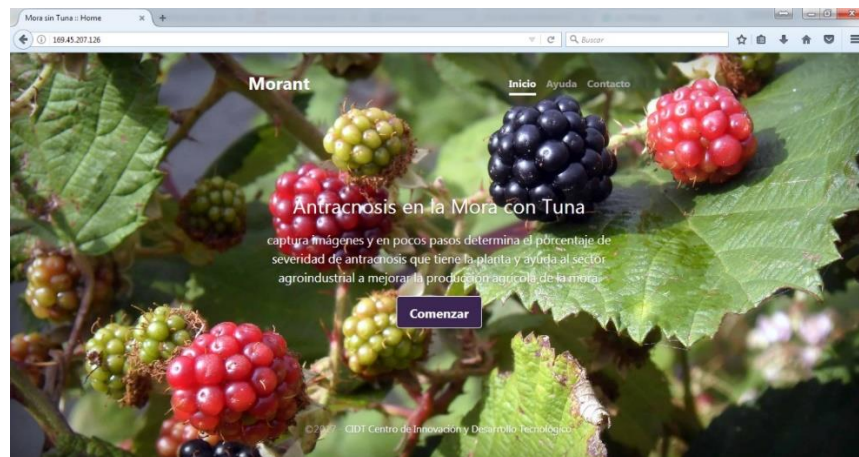 Mora sin Tuna :: Home
169.45.207.126
Buscar
Morant
Inicio Ayuda Contacto
Antracnosis en la Mora con Tuna
captura imágenes y en pocos pasos determina el porcentaje de
severidad de antracnosis que tiene la planta y ayuda al sector
agroindustrial a mejorar la producción agrícola de la mora.
Comenzar
CIDT Centro de Innovación y Desarrollo Tecnológico